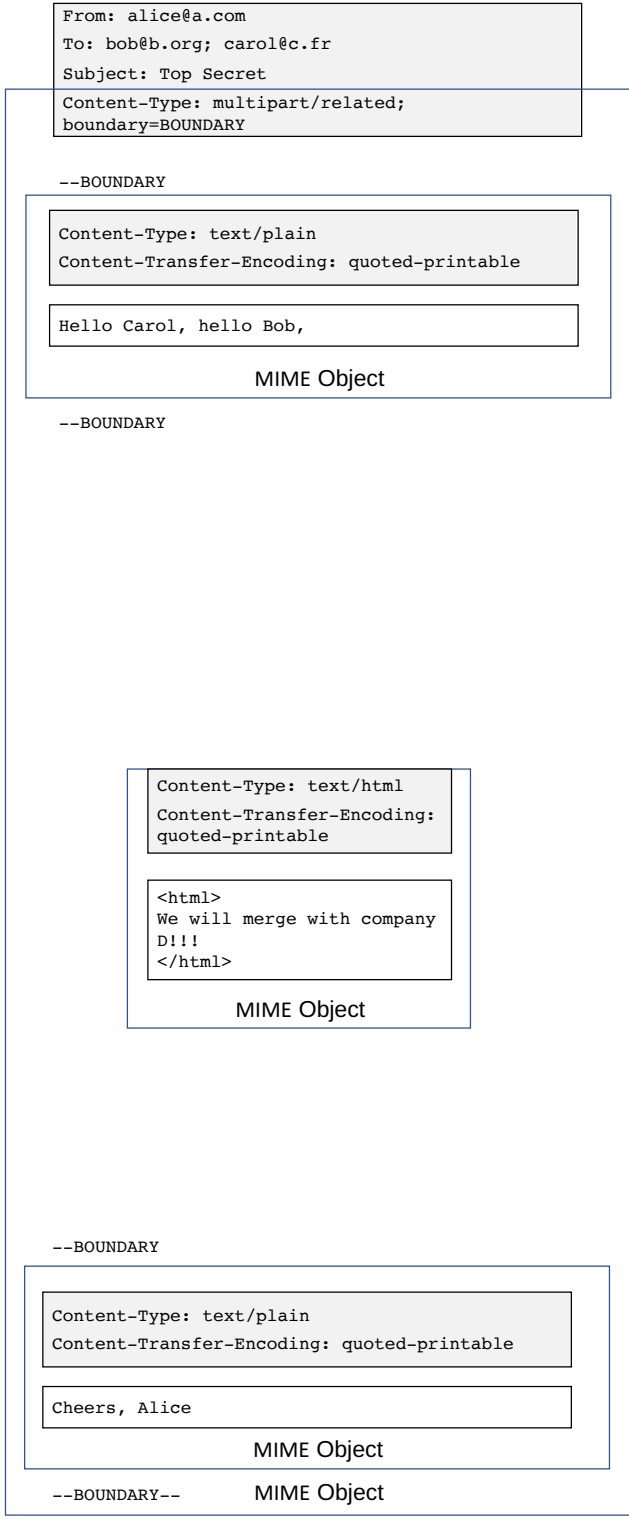 From: alice@a.com
To: bob@b.org; carol@c.fr
Subject: Top Secret
Content-Type: multipart/related;
boundary=BOUNDARY
--BOUNDARY
Content-Type: text/plain
Content-Transfer-Encoding: quoted-printable
Hello Carol, hello Bob,
MIME Object
--BOUNDARY
Content-Type: text/html
Content-Transfer-Encoding:
quoted-printable
<html>
We will merge with company
D!!!
</html>
MIME Object
--BOUNDARY
Content-Type: text/plain
Content-Transfer-Encoding: quoted-printable
Cheers, Alice
MIME Object
--BOUNDARY-- MIME Object